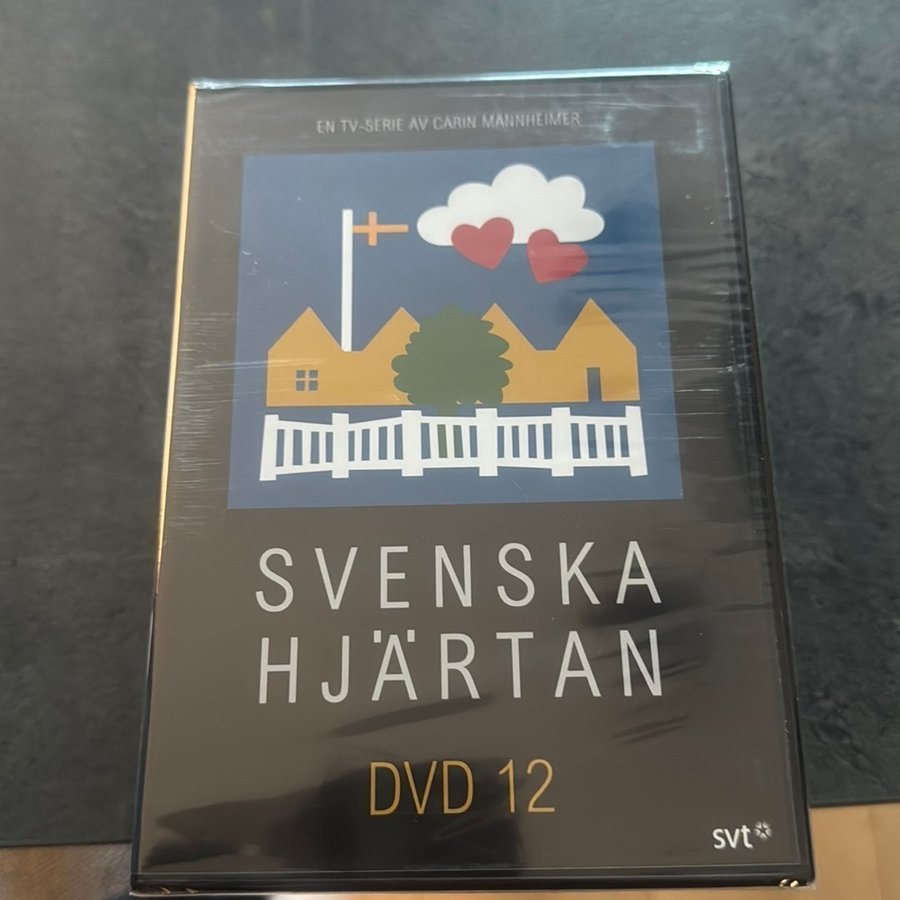 EN TV-SERIE AV CARIN MANNHEIMER
SVENSKA
HJÄRTAN
DVD 12
svt